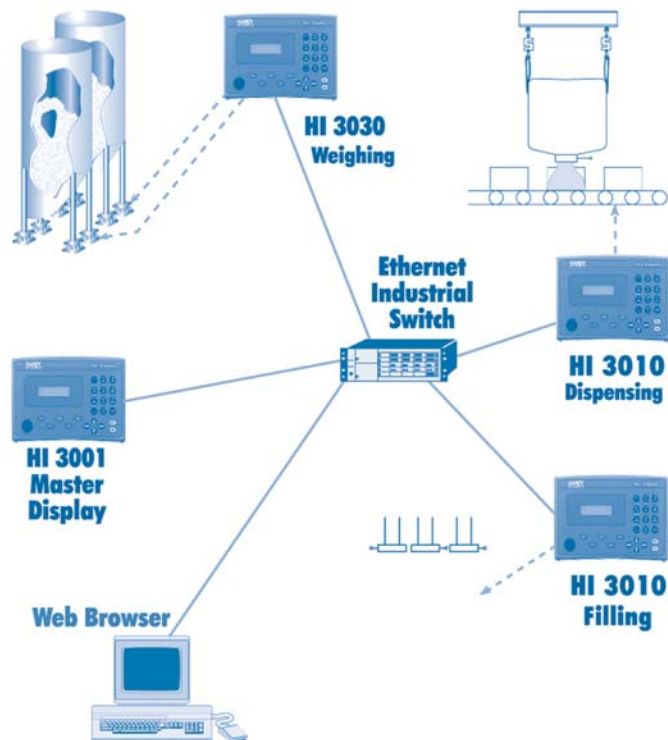 HI 3030
Weighing
Ethernet
Industrial
Switch
HI 3010
Dispensing
HI 3001
Master
Display
HI 3010
Filling
Web Browser